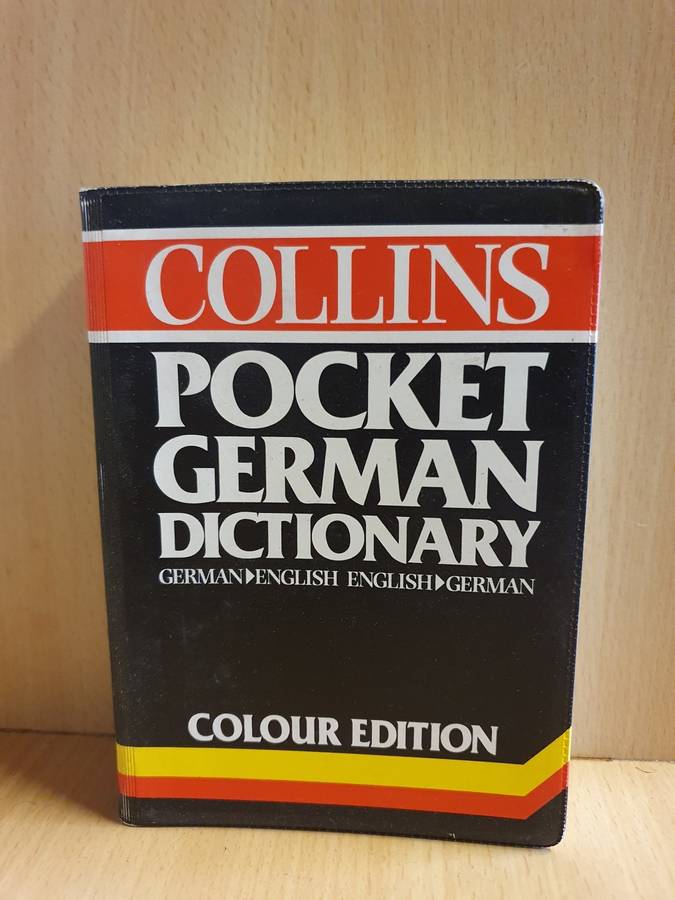 COLLINS
POCKET
GERMAN
DICTIONARY
GERMAN▶ENGLISH ENGLISH▶GERMAN
COLOUR EDITION